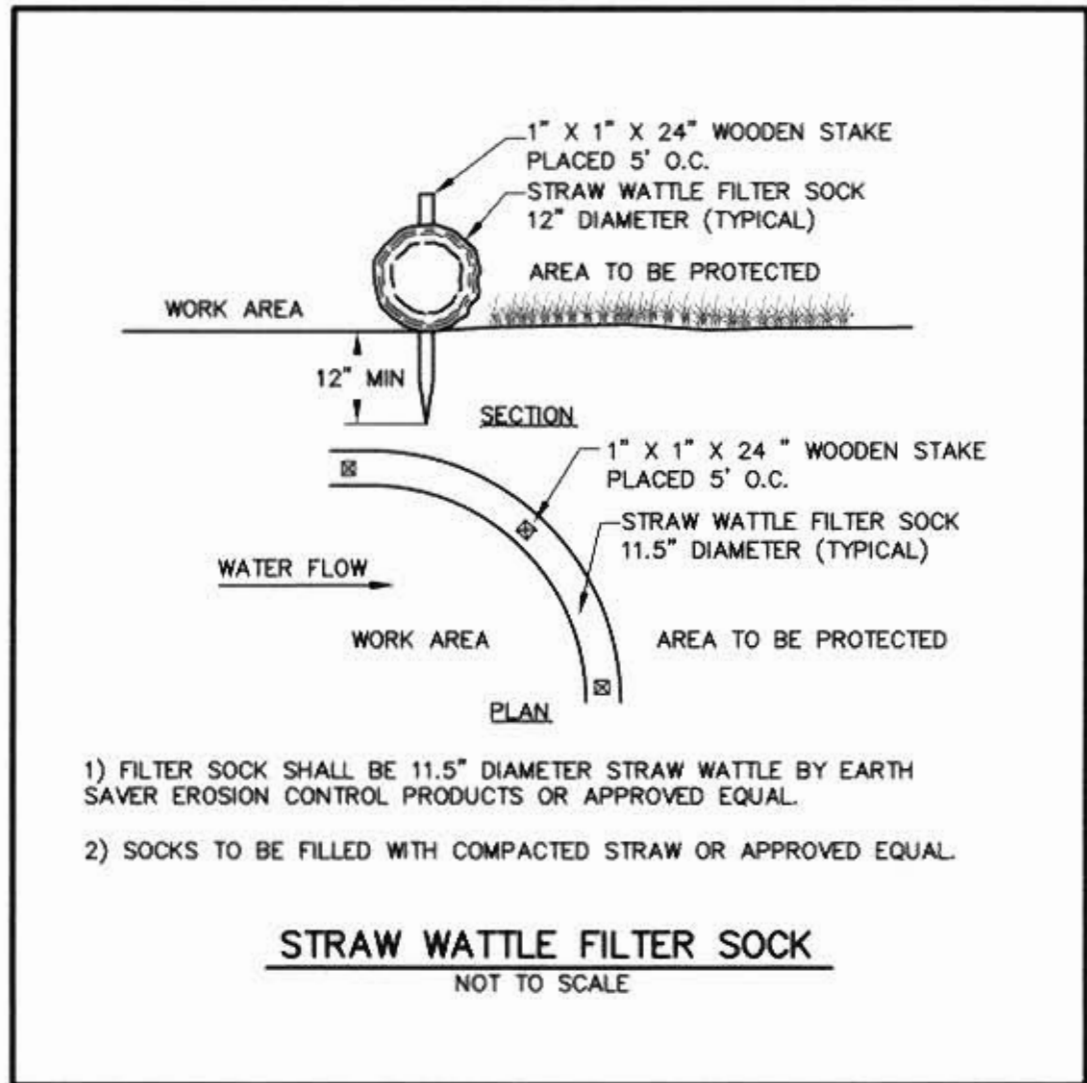 1" X 1" X 24" WOODEN STAKE
PLACED 5' O.C.
STRAW WATTLE FILTER SOCK
12" DIAMETER (TYPICAL)
AREA TO BE PROTECTED
WORK AREA
12" MIN
SECTION
1" X 1" X 24 " WOODEN STAKE
PLACED 5' O.C.
STRAW WATTLE FILTER SOCK
11.5" DIAMETER (TYPICAL)
WATER FLOW
WORK AREA
AREA TO BE PROTECTED
PLAN
1) FILTER SOCK SHALL BE 11.5" DIAMETER STRAW WATTLE BY EARTH
SAVER EROSION CONTROL PRODUCTS OR APPROVED EQUAL.
2) SOCKS TO BE FILLED WITH COMPACTED STRAW OR APPROVED EQUAL.
STRAW WATTLE FILTER SOCK
NOT TO SCALE